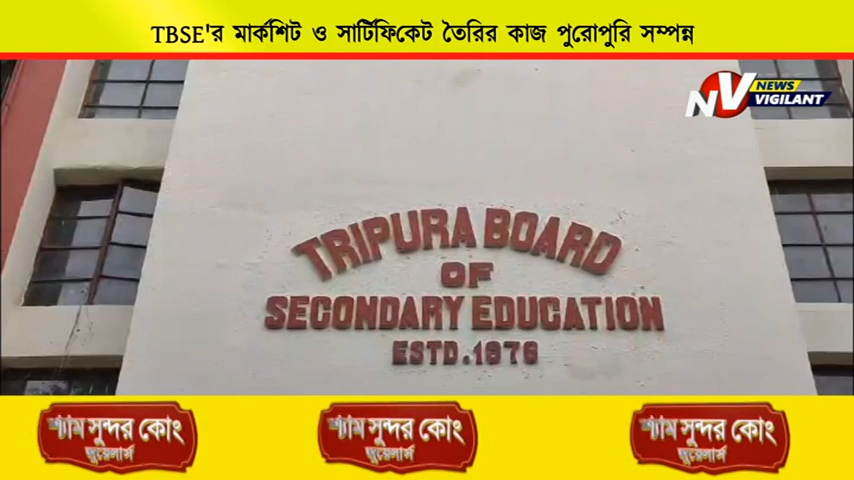 TBSE'র মার্কশিট ও সার্টিফিকেট তৈরির কাজ পুরোপুরি সম্পন্ন
NV NEWS
VIGILANT
TRIPURA BOARD
OF
SECONDARY EDUCATION
ESTD.1976
শ্যাম সুন্দর কোং
জুয়েলার্স
শ্যাম সুন্দর কোং
জুয়েলার্স
শ্যাম সুন্দর কোং
জুয়েলার্স